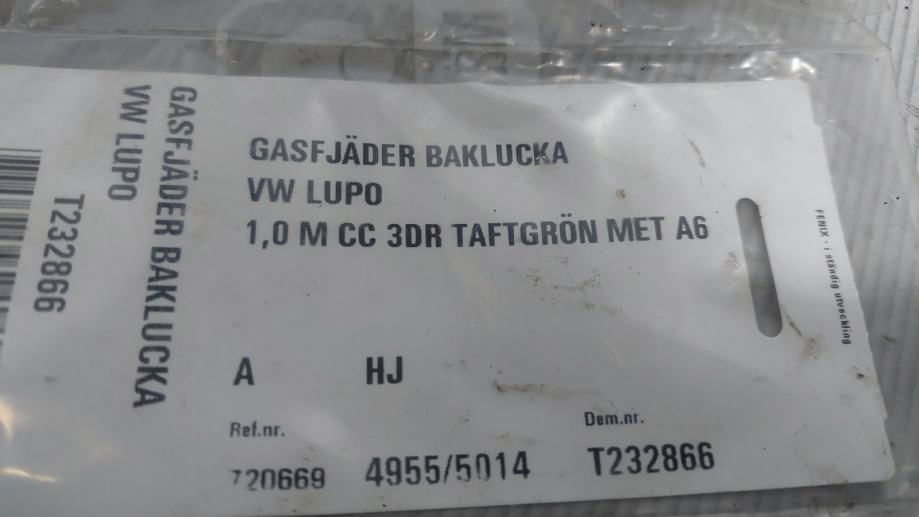 GASFJÄDER BAKLUCKA
VW LUPO
T232866
GASFJÄDER BAKLUCKA
VW LUPO
1,0 M CC 3DR TAFTGRÖN MET A6
A HJ
Ref.nr. Dem.nr.
720669 4955/5014 T232866
FENIX - i ständig utveckling